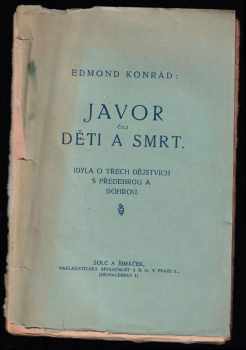 EDMOND KONRÁD:
JAVOR
ČILI
DĚTI A SMRT.
IDYLA O TŘECH DĚJSTVÍCH
S PŘEDEHROU A
DOHROU.
ŠOLC A ŠIMÁČEK,
NAKLADATELSKÁ SPOLEČNOST S R. O. V PRAZE I.,